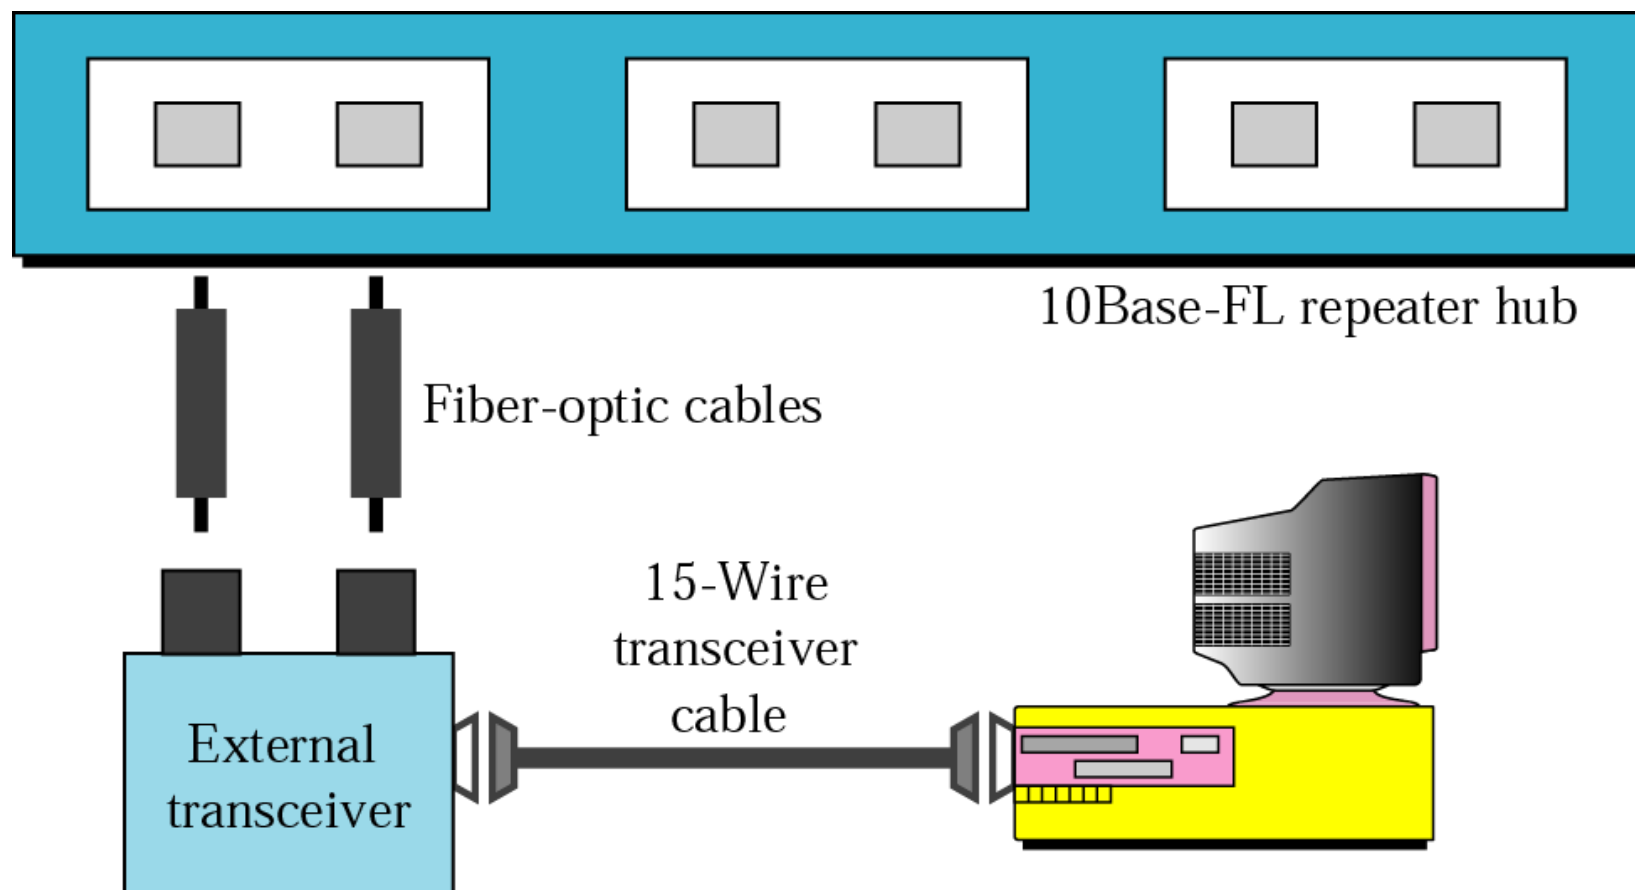 10Base-FL repeater hub
Fiber-optic cables
15-Wire
transceiver
cable
External
transceiver